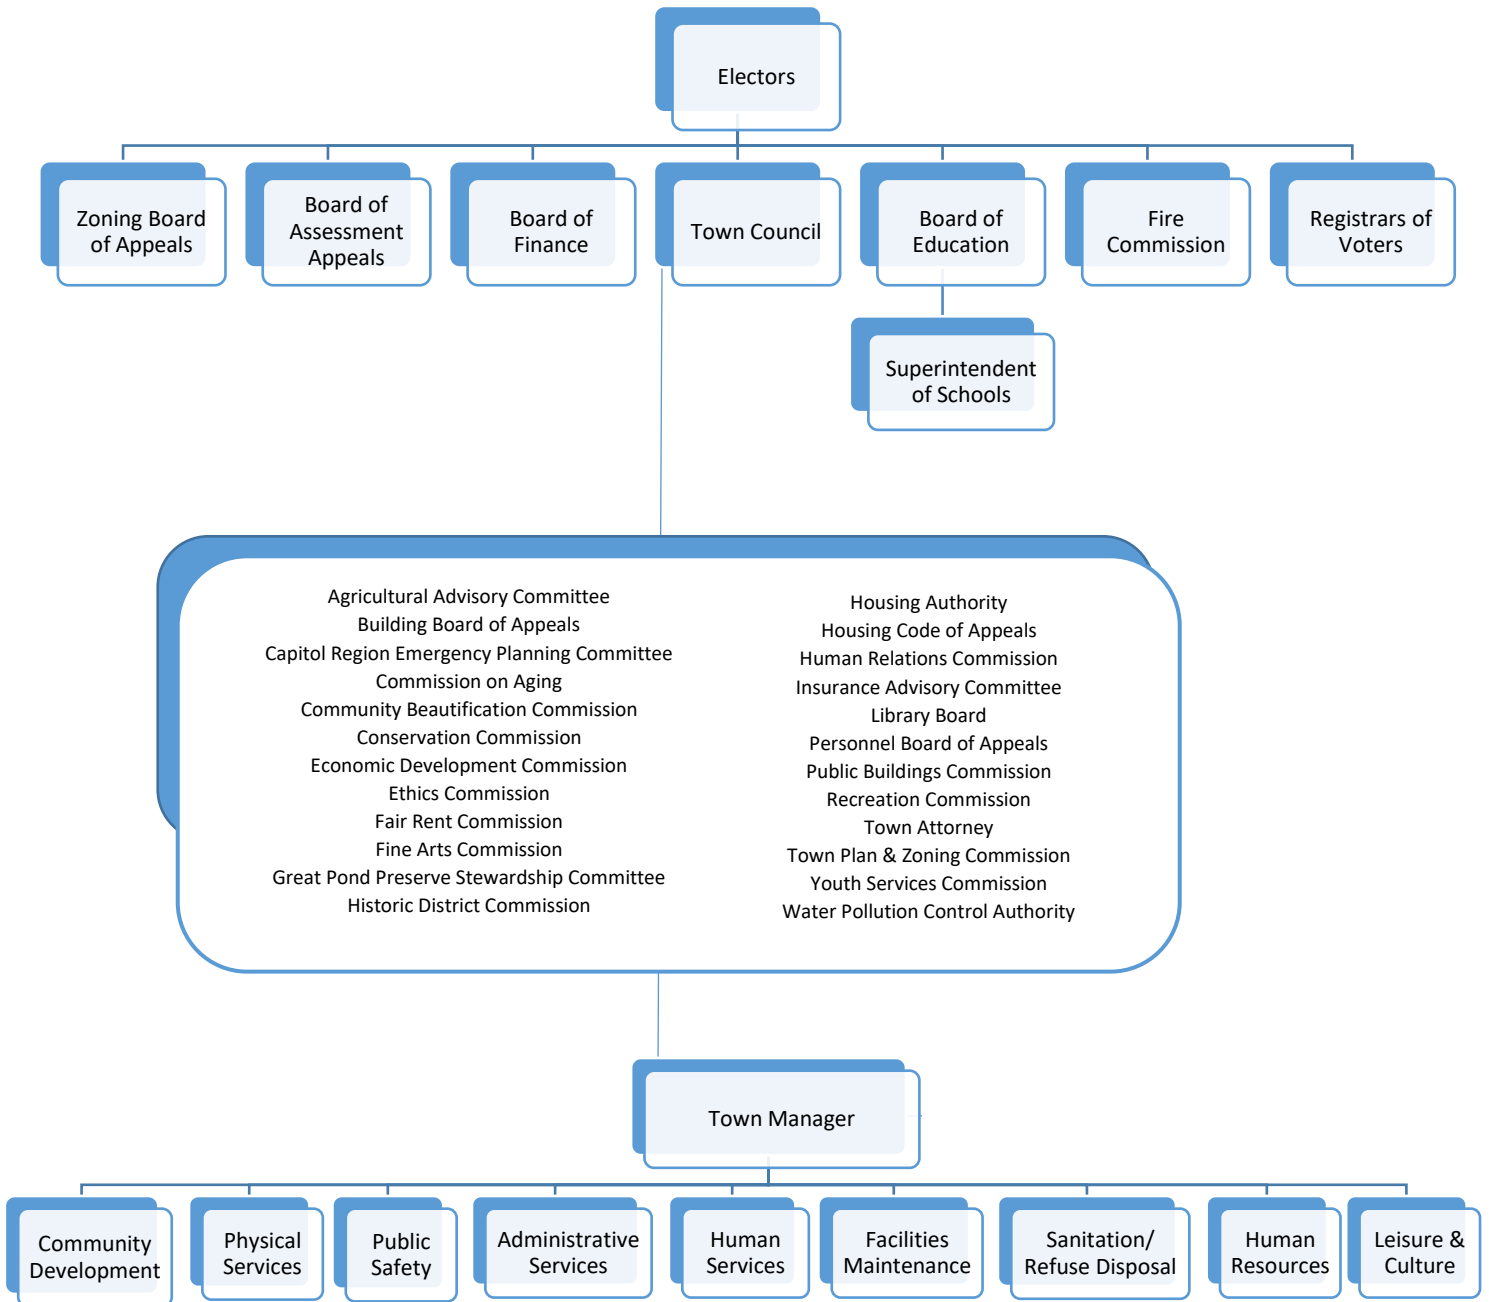 Electors
Zoning Board
of Appeals
Board of
Assessment
Appeals
Board of
Finance
Town Council
Board of
Education
Fire
Commission
Registrars of
Voters
Superintendent
of Schools
Agricultural Advisory Committee
Building Board of Appeals
Capitol Region Emergency Planning Committee
Commission on Aging
Community Beautification Commission
Conservation Commission
Economic Development Commission
Ethics Commission
Fair Rent Commission
Fine Arts Commission
Great Pond Preserve Stewardship Committee
Historic District Commission
Housing Authority
Housing Code of Appeals
Human Relations Commission
Insurance Advisory Committee
Library Board
Personnel Board of Appeals
Public Buildings Commission
Recreation Commission
Town Attorney
Town Plan & Zoning Commission
Youth Services Commission
Water Pollution Control Authority
Town Manager
Community
Development
Physical
Services
Public
Safety
Administrative
Services
Human
Services
Facilities
Maintenance
Sanitation/
Refuse Disposal
Human
Resources
Leisure &
Culture